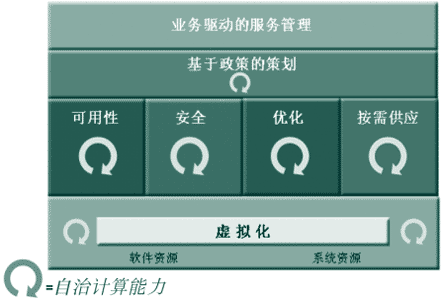 业务驱动的服务管理
基于政策的策划
可用性 安全 优化 按需供应
虚拟化
软件资源 系统资源
=自治计算能力